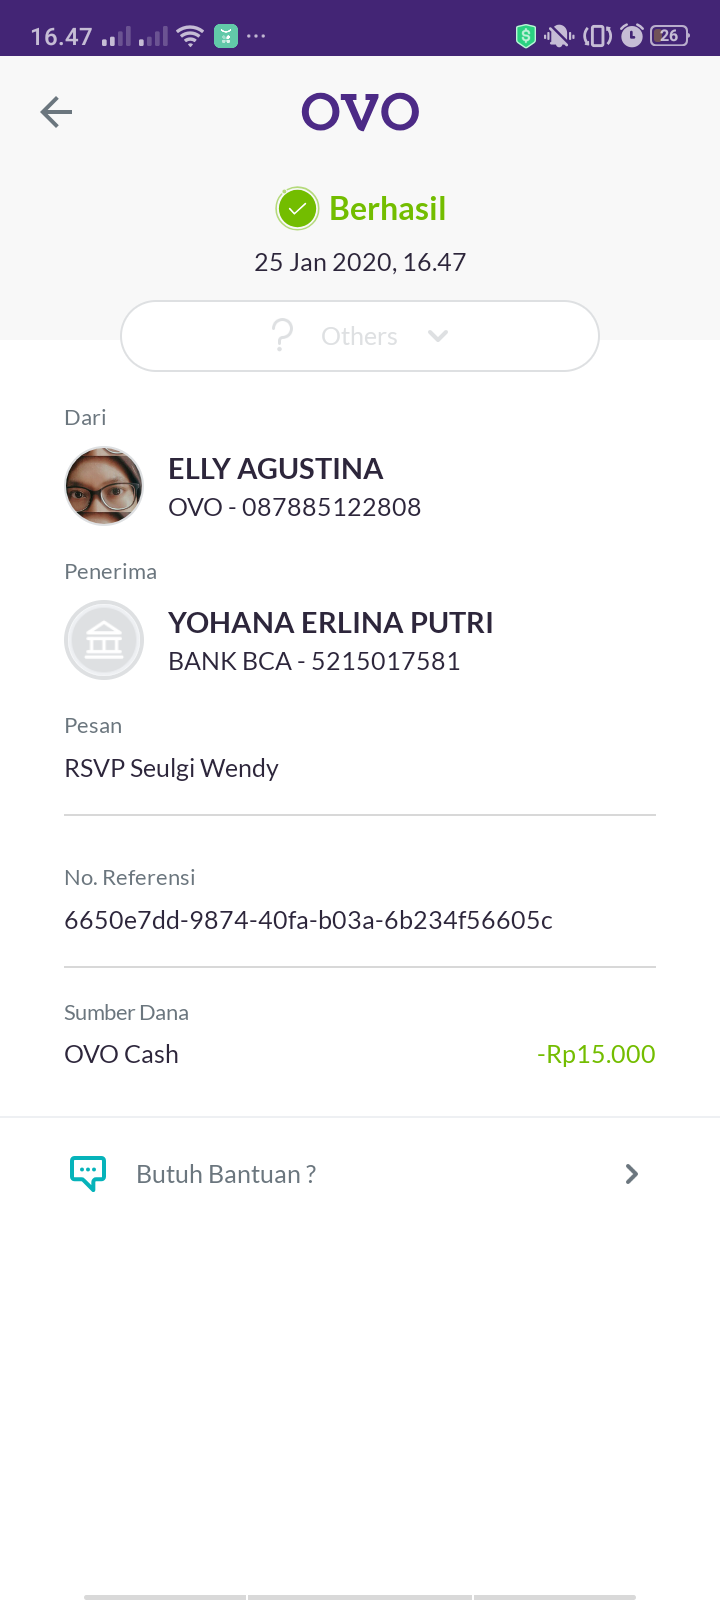 16.47
26
OVO
Berhasil
25 Jan 2020, 16.47
Others
Dari
ELLY AGUSTINA
OVO - 087885122808
Penerima
YOHANA ERLINA PUTRI
BANK BCA - 5215017581
Pesan
RSVP Seulgi Wendy
No. Referensi
6650e7dd-9874-40fa-b03a-6b234f56605c
Sumber Dana
OVO Cash -Rp15.000
Butuh Bantuan ?